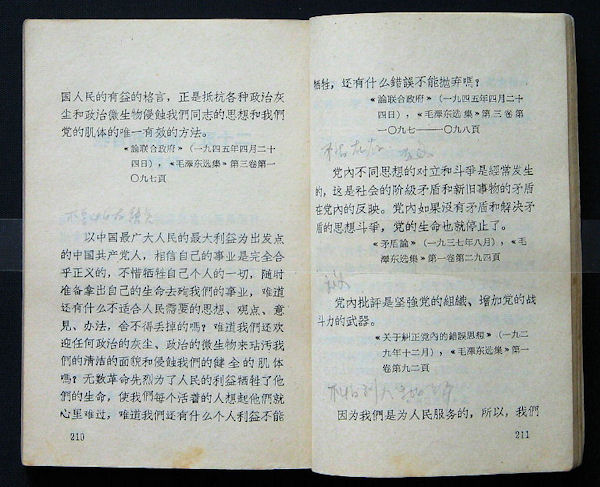 国人民的有益的格言，正是抵抗各种政治灰
尘和政治微生物侵蝕我們同志的思想和我們
党的肌体的唯一有效的方法。
《論联合政府》（一九四五年四月二十
四日），《毛澤东选集》第三卷第一
〇九七頁
以中国最广大人民的最大利益为出发点
的中国共产党人，相信自己的事业是完全合
乎正义的，不惜牺牲自己个人的一切，随时
准备拿出自己的生命去殉我們的事业，难道
还有什么不适合人民需要的思想、观点、意
見、办法，舍不得丢掉的嗎？难道我們还欢
迎任何政治的灰尘、政治的微生物来玷汚我
們的清洁的面貌和侵蝕我們的健全的肌体
嗎？无数革命先烈为了人民的利益牺牲了他
們的生命，使我們每个活着的人想起他們就
心里难过，难道我們还有什么个人利益不能
210
牺牲，还有什么錯誤不能抛弃嗎？
《論联合政府》（一九四五年四月二十
四日），《毛澤东选集》第三卷第
一〇九七——一〇九八頁
党內不同思想的对立和斗爭是經常发生
的，这是社会的阶級矛盾和新旧事物的矛盾
在党內的反映。党內如果没有矛盾和解决矛
盾的思想斗爭，党的生命也就停止了。
《矛盾論》（一九三七年八月），《毛
澤东选集》第一卷第二九四頁
党內批評是坚强党的組織、增加党的战
斗力的武器。
《关于糾正党內的錯誤思想》（一九二
九年十二月），《毛澤东选集》第一
卷第九二頁
因为我們是为人民服务的，所以，我們
211